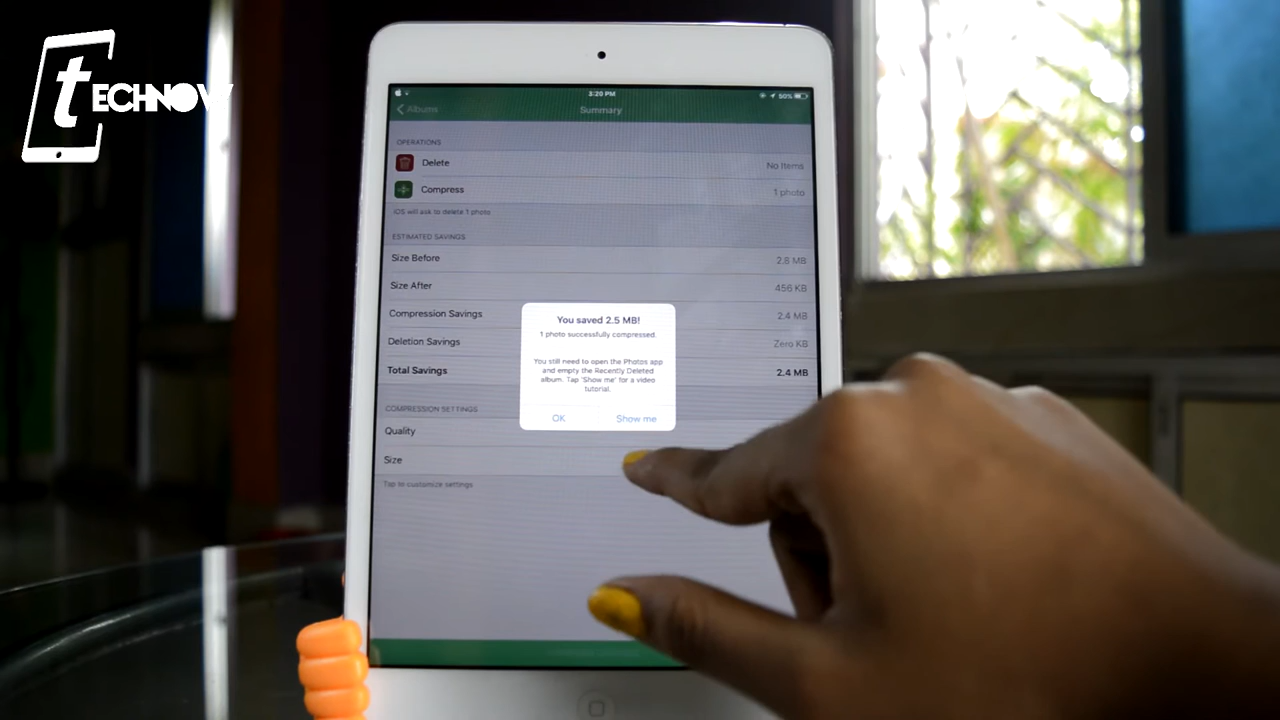 tECHNOV
3:20 PM
50%
Albums
Summary
OPERATIONS
Delete
No Items
Compress
1 photo
iOS will ask to delete 1 photo
ESTIMATED SAVINGS
Size Before
2.8 MB
Size After
456 KB
Compression Savings
2.4 MB
Deletion Savings
Zero KB
Total Savings
2.4 MB
You saved 2.5 MB!
1 photo successfully compressed.
You still need to open the Photos app
and empty the Recently Deleted
album. Tap 'Show me' for a video
tutorial.
OK
Show me
COMPRESSION SETTINGS
Quality
Size
Tap to customize settings